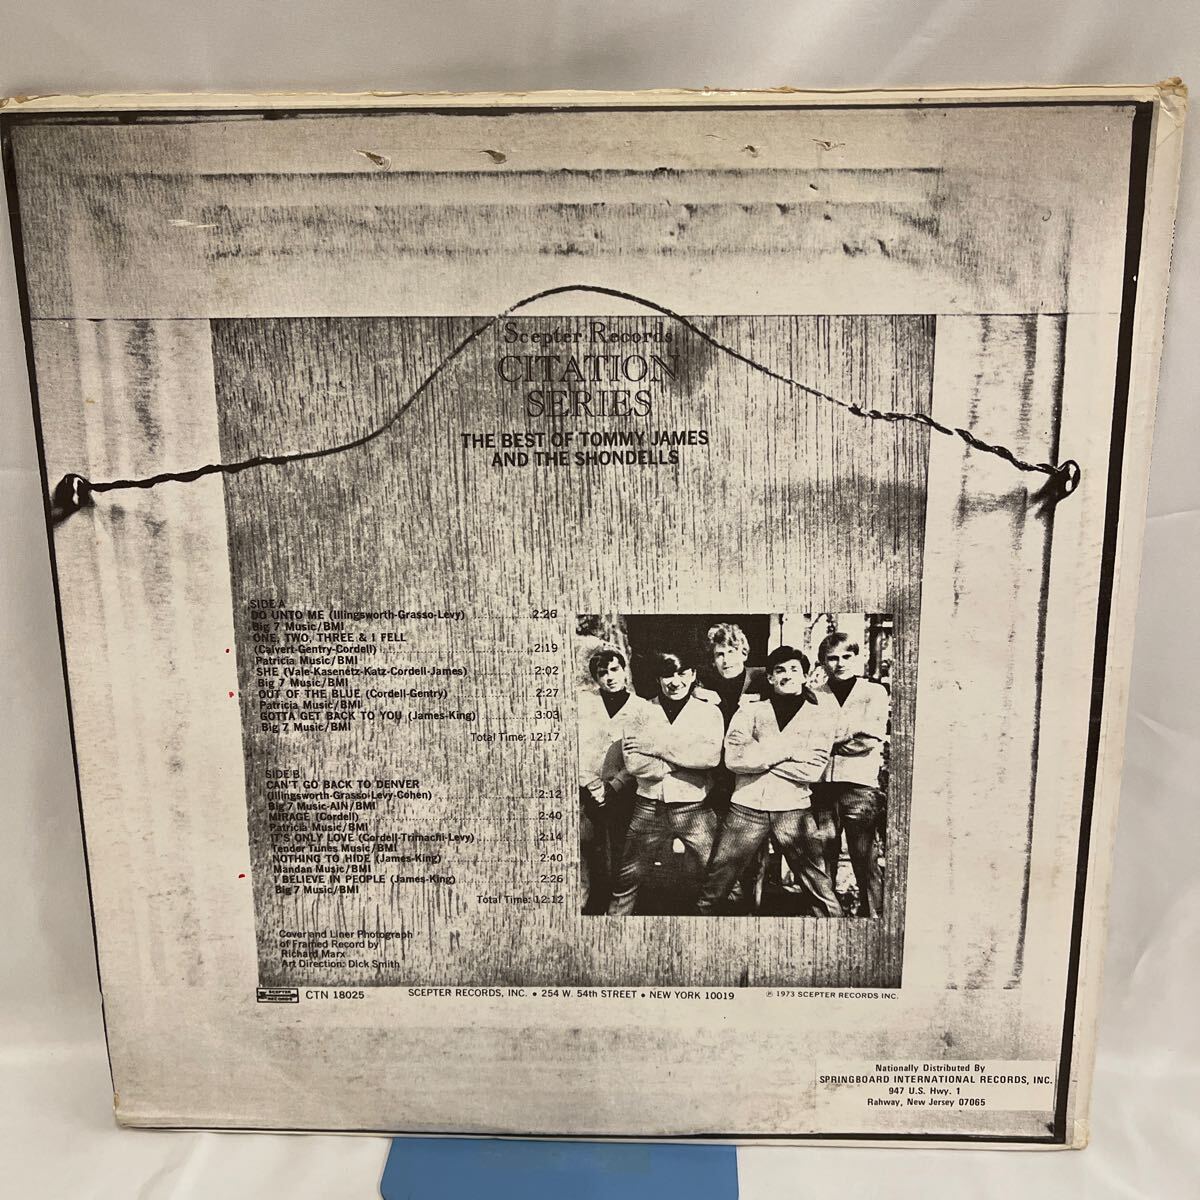 Scepter Records
CITATION
SERIES
THE BEST OF TOMMY JAMES
AND THE SHONDELLS
SIDE A
DO UNTO ME (Illingsworth-Grasso-Levy) 2:26
Big 7 Music/BMI
ONE, TWO, THREE & I FELL
(Calvert-Gentry-Cordell) 2:19
Patricia Music/BMI
SHE (Vale-Kasenetz-Katz-Cordell-James) 2:02
Big 7 Music/BMI
OUT OF THE BLUE (Cordell-Gentry) 2:27
Patricia Music/BMI
GOTTA GET BACK TO YOU (James-King) 3:03
Big 7 Music/BMI
Total Time: 12:17
SIDE B
CAN'T GO BACK TO DENVER
(Illingsworth-Grasso-Levy-Cohen) 2:12
Big 7 Music-AIN/BMI
MIRAGE (Cordell) 2:40
Patricia Music/BMI
IT'S ONLY LOVE (Cordell-Trimachi-Levy) 2:14
Tender Tunes Music/BMI
NOTHING TO HIDE (James-King) 2:40
Mandan Music/BMI
I BELIEVE IN PEOPLE (James-King) 2:26
Big 7 Music/BMI
Total Time: 12:12
Cover and Liner Photograph
of Framed Record by
Richard Marx
Art Direction: Dick Smith
SCEPTER
RECORDS
CTN 18025 SCEPTER RECORDS, INC. • 254 W. 54th STREET • NEW YORK 10019 ℗ 1973 SCEPTER RECORDS INC.
Nationally Distributed By
SPRINGBOARD INTERNATIONAL RECORDS, INC.
947 U.S. Hwy. 1
Rahway, New Jersey 07065